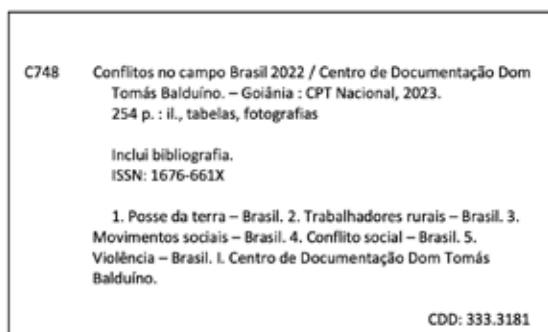 C748 Conflitos no campo Brasil 2022 / Centro de Documentação Dom
Tomás Balduíno. – Goiânia : CPT Nacional, 2023.
254 p. : il., tabelas, fotografias
Inclui bibliografia.
ISSN: 1676-661X
1. Posse da terra – Brasil. 2. Trabalhadores rurais – Brasil. 3.
Movimentos sociais – Brasil. 4. Conflito social – Brasil. 5.
Violência – Brasil. I. Centro de Documentação Dom Tomás
Balduíno.
CDD: 333.3181